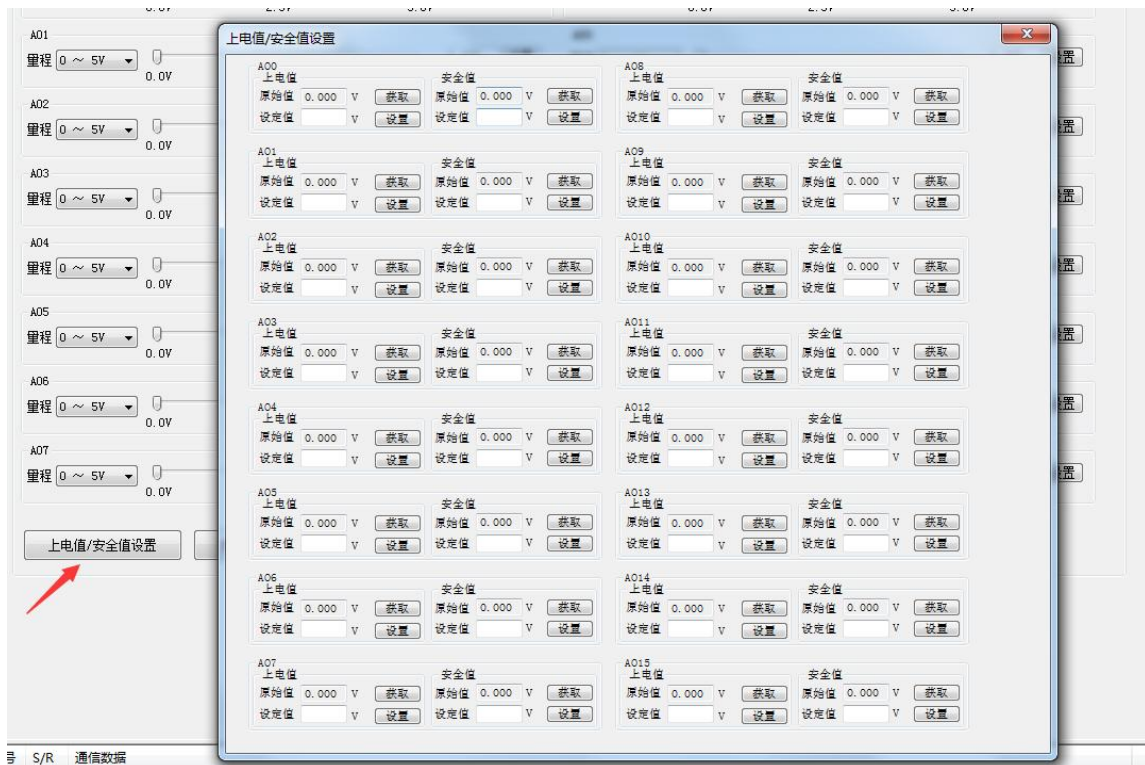 AO1
量程 0 ～ 5V
0.0V
AO2
量程 0 ～ 5V
0.0V
AO3
量程 0 ～ 5V
0.0V
AO4
量程 0 ～ 5V
0.0V
AO5
量程 0 ～ 5V
0.0V
AO6
量程 0 ～ 5V
0.0V
AO7
量程 0 ～ 5V
0.0V
上电值/安全值设置
上电值/安全值设置
AO0
上电值 安全值
原始值 0.000 V 获取 原始值 0.000 V 获取
设定值 V 设置 设定值 V 设置
AO1
上电值 安全值
原始值 0.000 V 获取 原始值 0.000 V 获取
设定值 V 设置 设定值 V 设置
AO2
上电值 安全值
原始值 0.000 V 获取 原始值 0.000 V 获取
设定值 V 设置 设定值 V 设置
AO3
上电值 安全值
原始值 0.000 V 获取 原始值 0.000 V 获取
设定值 V 设置 设定值 V 设置
AO4
上电值 安全值
原始值 0.000 V 获取 原始值 0.000 V 获取
设定值 V 设置 设定值 V 设置
AO5
上电值 安全值
原始值 0.000 V 获取 原始值 0.000 V 获取
设定值 V 设置 设定值 V 设置
AO6
上电值 安全值
原始值 0.000 V 获取 原始值 0.000 V 获取
设定值 V 设置 设定值 V 设置
AO7
上电值 安全值
原始值 0.000 V 获取 原始值 0.000 V 获取
设定值 V 设置 设定值 V 设置
AO8
上电值 安全值
原始值 0.000 V 获取 原始值 0.000 V 获取
设定值 V 设置 设定值 V 设置
AO9
上电值 安全值
原始值 0.000 V 获取 原始值 0.000 V 获取
设定值 V 设置 设定值 V 设置
AO10
上电值 安全值
原始值 0.000 V 获取 原始值 0.000 V 获取
设定值 V 设置 设定值 V 设置
AO11
上电值 安全值
原始值 0.000 V 获取 原始值 0.000 V 获取
设定值 V 设置 设定值 V 设置
AO12
上电值 安全值
原始值 0.000 V 获取 原始值 0.000 V 获取
设定值 V 设置 设定值 V 设置
AO13
上电值 安全值
原始值 0.000 V 获取 原始值 0.000 V 获取
设定值 V 设置 设定值 V 设置
AO14
上电值 安全值
原始值 0.000 V 获取 原始值 0.000 V 获取
设定值 V 设置 设定值 V 设置
AO15
上电值 安全值
原始值 0.000 V 获取 原始值 0.000 V 获取
设定值 V 设置 设定值 V 设置
置
置
置
置
置
置
置
号 S/R 通信数据